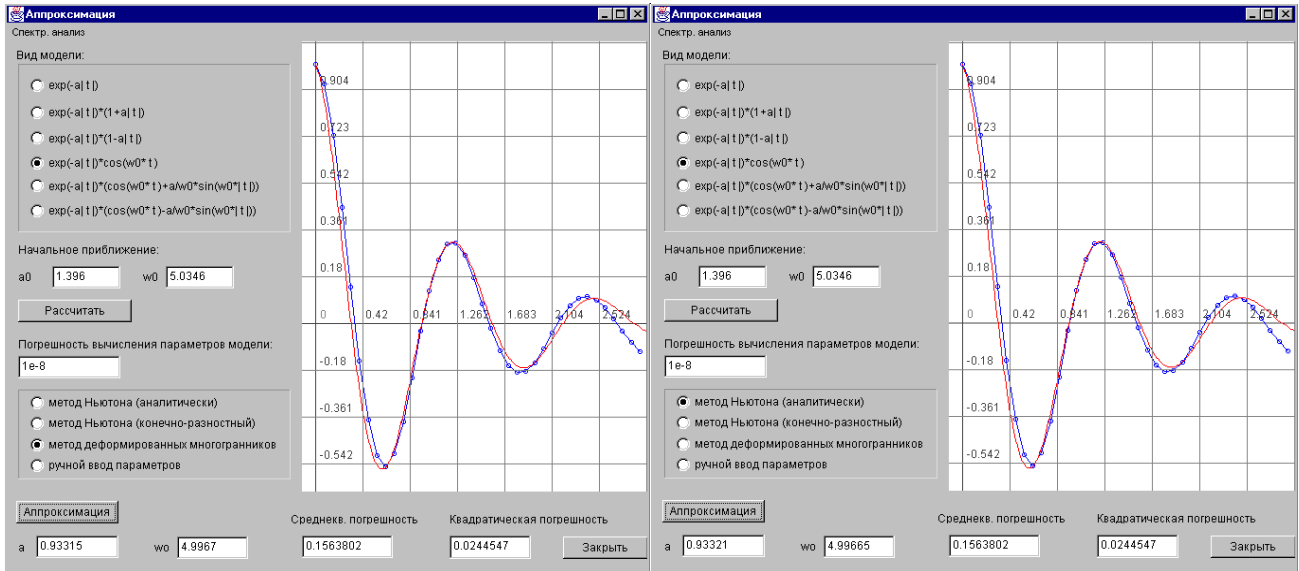 Аппроксимация
Спектр. анализ
Вид модели:
exp(-a| t |)
exp(-a| t |)*(1+a| t |)
exp(-a| t |)*(1-a| t |)
exp(-a| t |)*cos(w0* t )
exp(-a| t |)*(cos(w0* t )+a/w0*sin(w0*| t |))
exp(-a| t |)*(cos(w0* t )-a/w0*sin(w0*| t |))
Начальное приближение:
a0 1.396 w0 5.0346
Рассчитать
Погрешность вычисления параметров модели:
1e-8
метод Ньютона (аналитически)
метод Ньютона (конечно-разностный)
метод деформированных многогранников
ручной ввод параметров
Аппроксимация
a 0.93315 wo 4.9967
0.904
0.723
0.542
0.361
0.18
0 0.42 0.841 1.262 1.683 2.104 2.524
-0.18
-0.361
-0.542
Среднекв. погрешность Квадратическая погрешность
0.1563802 0.0244547 Закрыть
Аппроксимация
Спектр. анализ
Вид модели:
exp(-a| t |)
exp(-a| t |)*(1+a| t |)
exp(-a| t |)*(1-a| t |)
exp(-a| t |)*cos(w0* t )
exp(-a| t |)*(cos(w0* t )+a/w0*sin(w0*| t |))
exp(-a| t |)*(cos(w0* t )-a/w0*sin(w0*| t |))
Начальное приближение:
a0 1.396 w0 5.0346
Рассчитать
Погрешность вычисления параметров модели:
1e-8
метод Ньютона (аналитически)
метод Ньютона (конечно-разностный)
метод деформированных многогранников
ручной ввод параметров
Аппроксимация
a 0.93321 wo 4.99665
0.904
0.723
0.542
0.361
0.18
0 0.42 0.841 1.262 1.683 2.104 2.524
-0.18
-0.361
-0.542
Среднекв. погрешность Квадратическая погрешность
0.1563802 0.0244547 Закрыть